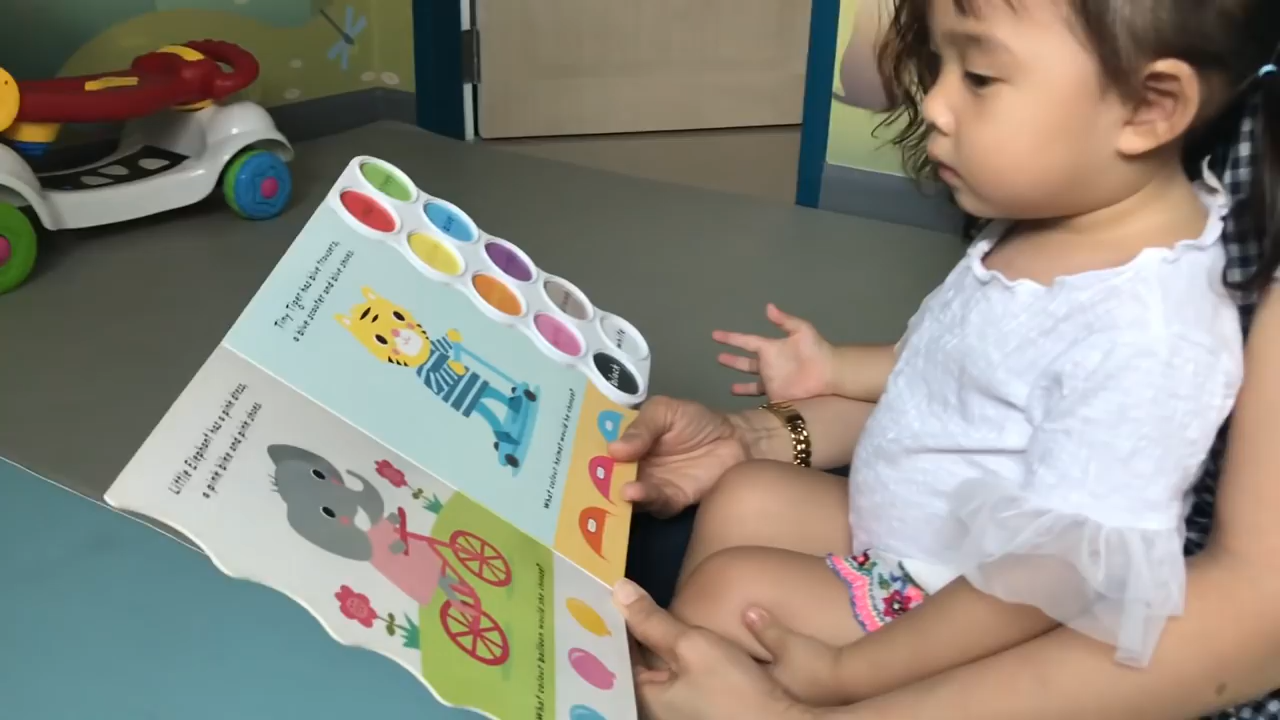 Tiny Tiger has blue trousers,
a blue scooter and blue shoes.
What colour helmet would he choose?
white
black
Little Elephant has a pink dress,
a pink bike and pink shoes.
What colour balloon would she choose?